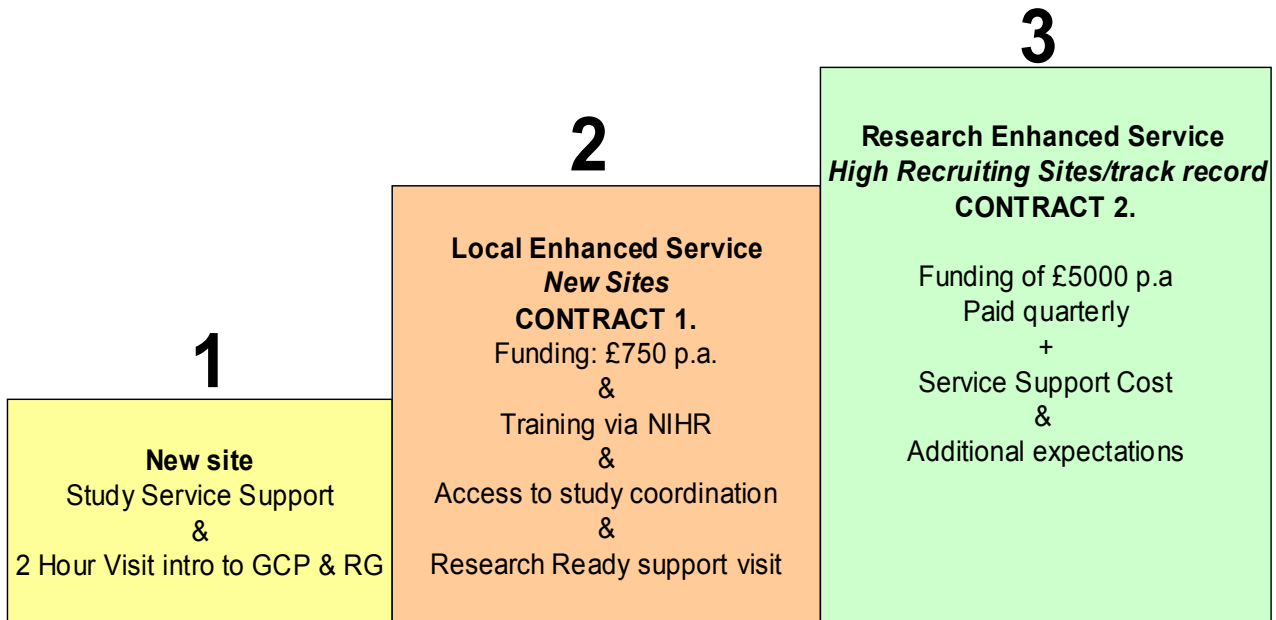 1
New site
Study Service Support
&
2 Hour Visit intro to GCP & RG
2
Local Enhanced Service
New Sites
CONTRACT 1.
Funding: £750 p.a.
&
Training via NIHR
&
Access to study coordination
&
Research Ready support visit
3
Research Enhanced Service
High Recruiting Sites/track record
CONTRACT 2.
Funding of £5000 p.a
Paid quarterly
+
Service Support Cost
&
Additional expectations